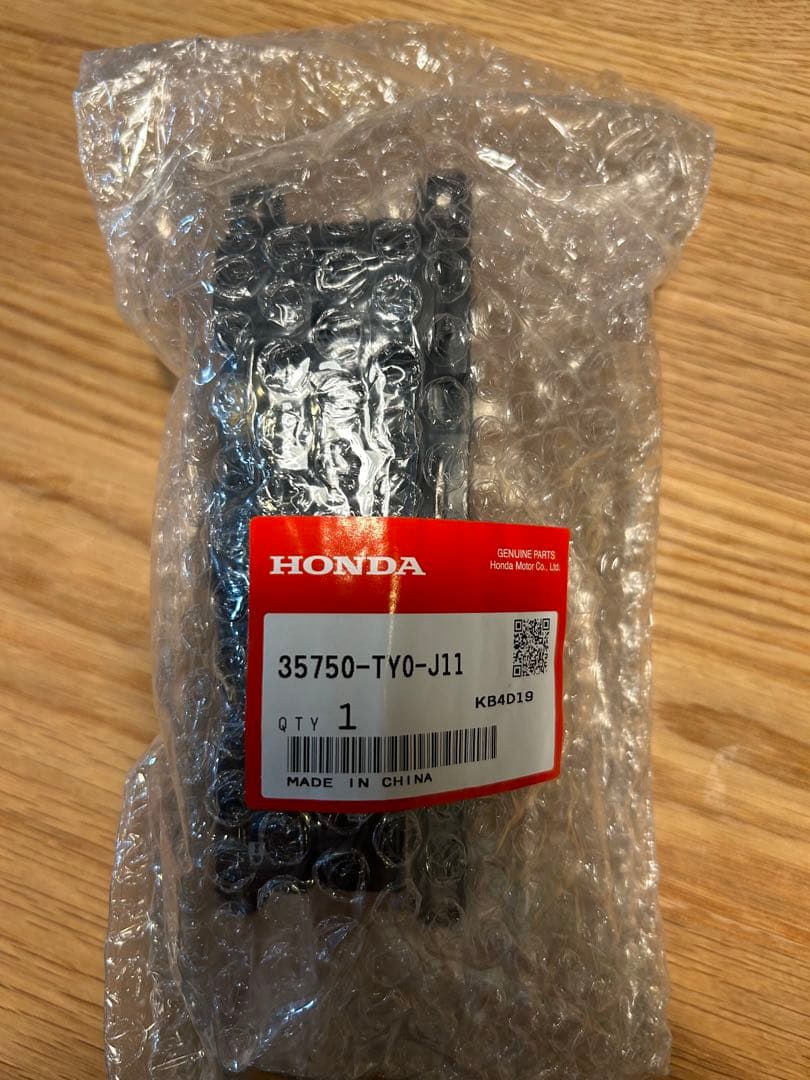 HONDA
GENUINE PARTS
Honda Motor Co., Ltd.
35750-TY0-J11
KB4D19
QTY 1
MADE IN CHINA